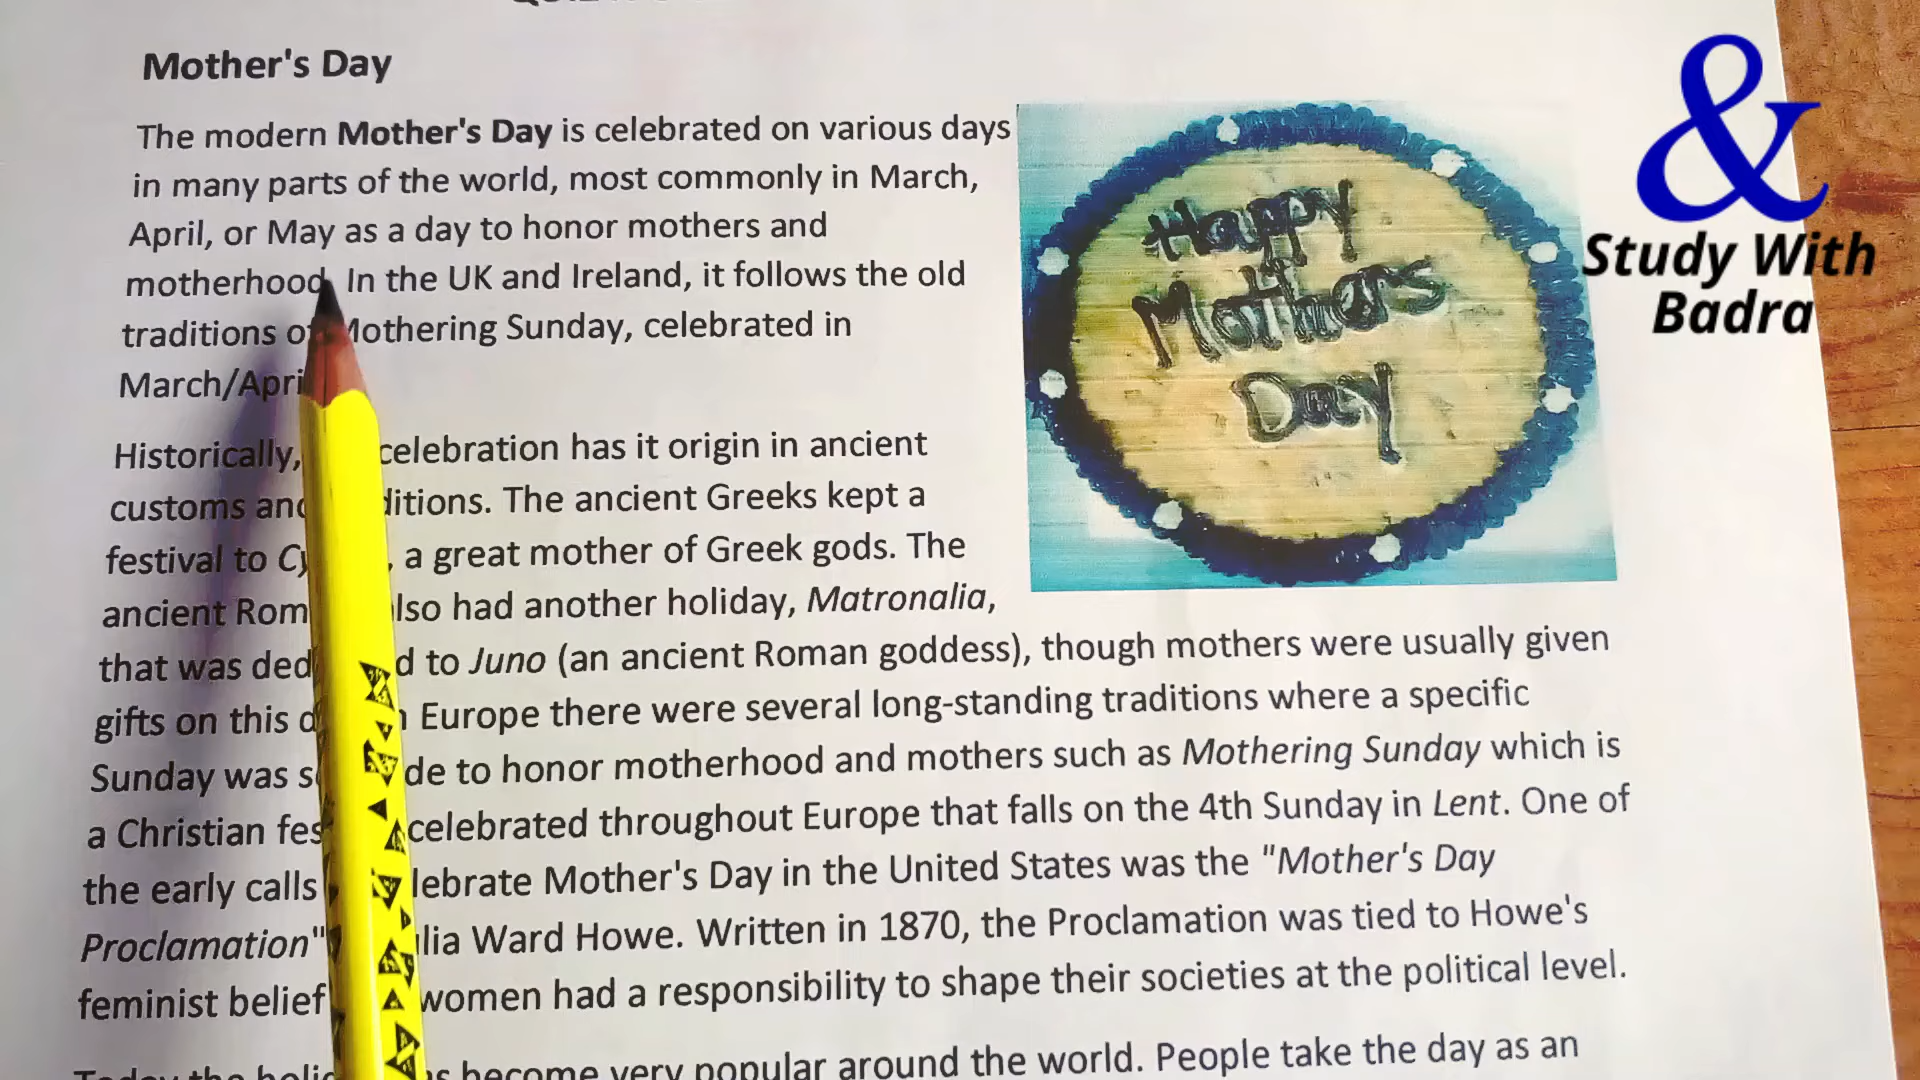 Mother's Day
The modern Mother's Day is celebrated on various days
in many parts of the world, most commonly in March,
April, or May as a day to honor mothers and
motherhood. In the UK and Ireland, it follows the old
traditions of Mothering Sunday, celebrated in
March/Apri
Historically, celebration has it origin in ancient
customs and ditions. The ancient Greeks kept a
festival to Cy , a great mother of Greek gods. The
ancient Rom lso had another holiday, Matronalia,
that was ded d to Juno (an ancient Roman goddess), though mothers were usually given
gifts on this d n Europe there were several long-standing traditions where a specific
Sunday was s de to honor motherhood and mothers such as Mothering Sunday which is
a Christian fes celebrated throughout Europe that falls on the 4th Sunday in Lent. One of
the early calls lebrate Mother's Day in the United States was the "Mother's Day
Proclamation" lia Ward Howe. Written in 1870, the Proclamation was tied to Howe's
feminist belief women had a responsibility to shape their societies at the political level.
Today the holid s become very popular around the world. People take the day as an
Happy
Mothers
Day
&
Study With
Badra